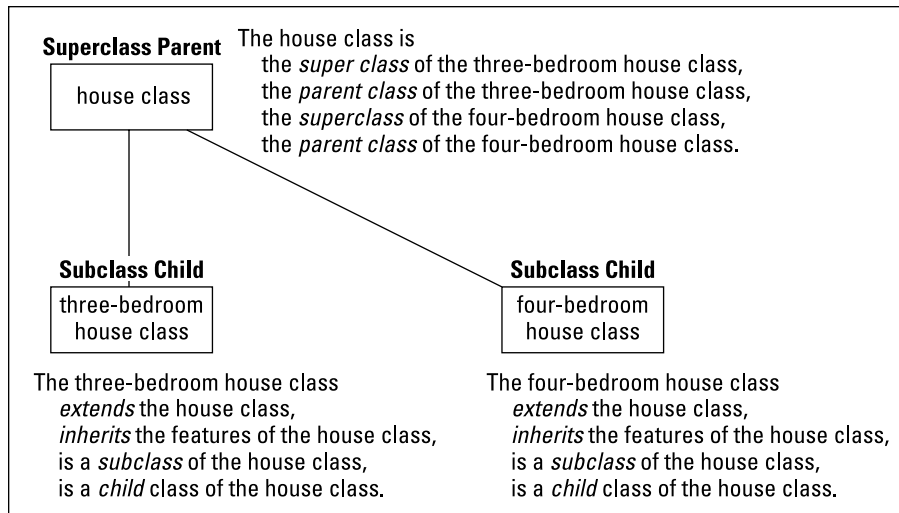 Superclass Parent
house class
The house class is
the super class of the three-bedroom house class,
the parent class of the three-bedroom house class,
the superclass of the four-bedroom house class,
the parent class of the four-bedroom house class.
Subclass Child
three-bedroom
house class
The three-bedroom house class
extends the house class,
inherits the features of the house class,
is a subclass of the house class,
is a child class of the house class.
Subclass Child
four-bedroom
house class
The four-bedroom house class
extends the house class,
inherits the features of the house class,
is a subclass of the house class,
is a child class of the house class.